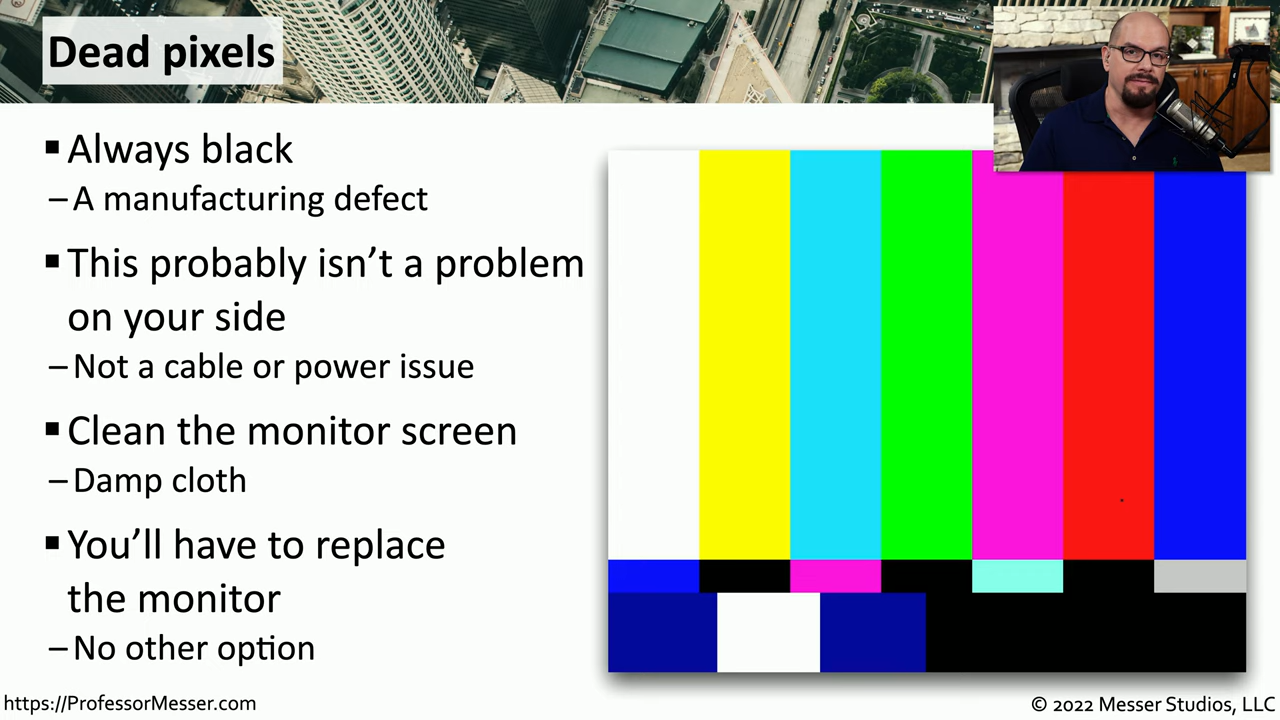 Dead pixels
▪ Always black
– A manufacturing defect
▪ This probably isn’t a problem
on your side
– Not a cable or power issue
▪ Clean the monitor screen
– Damp cloth
▪ You’ll have to replace
the monitor
– No other option
https://ProfessorMesser.com
© 2022 Messer Studios, LLC